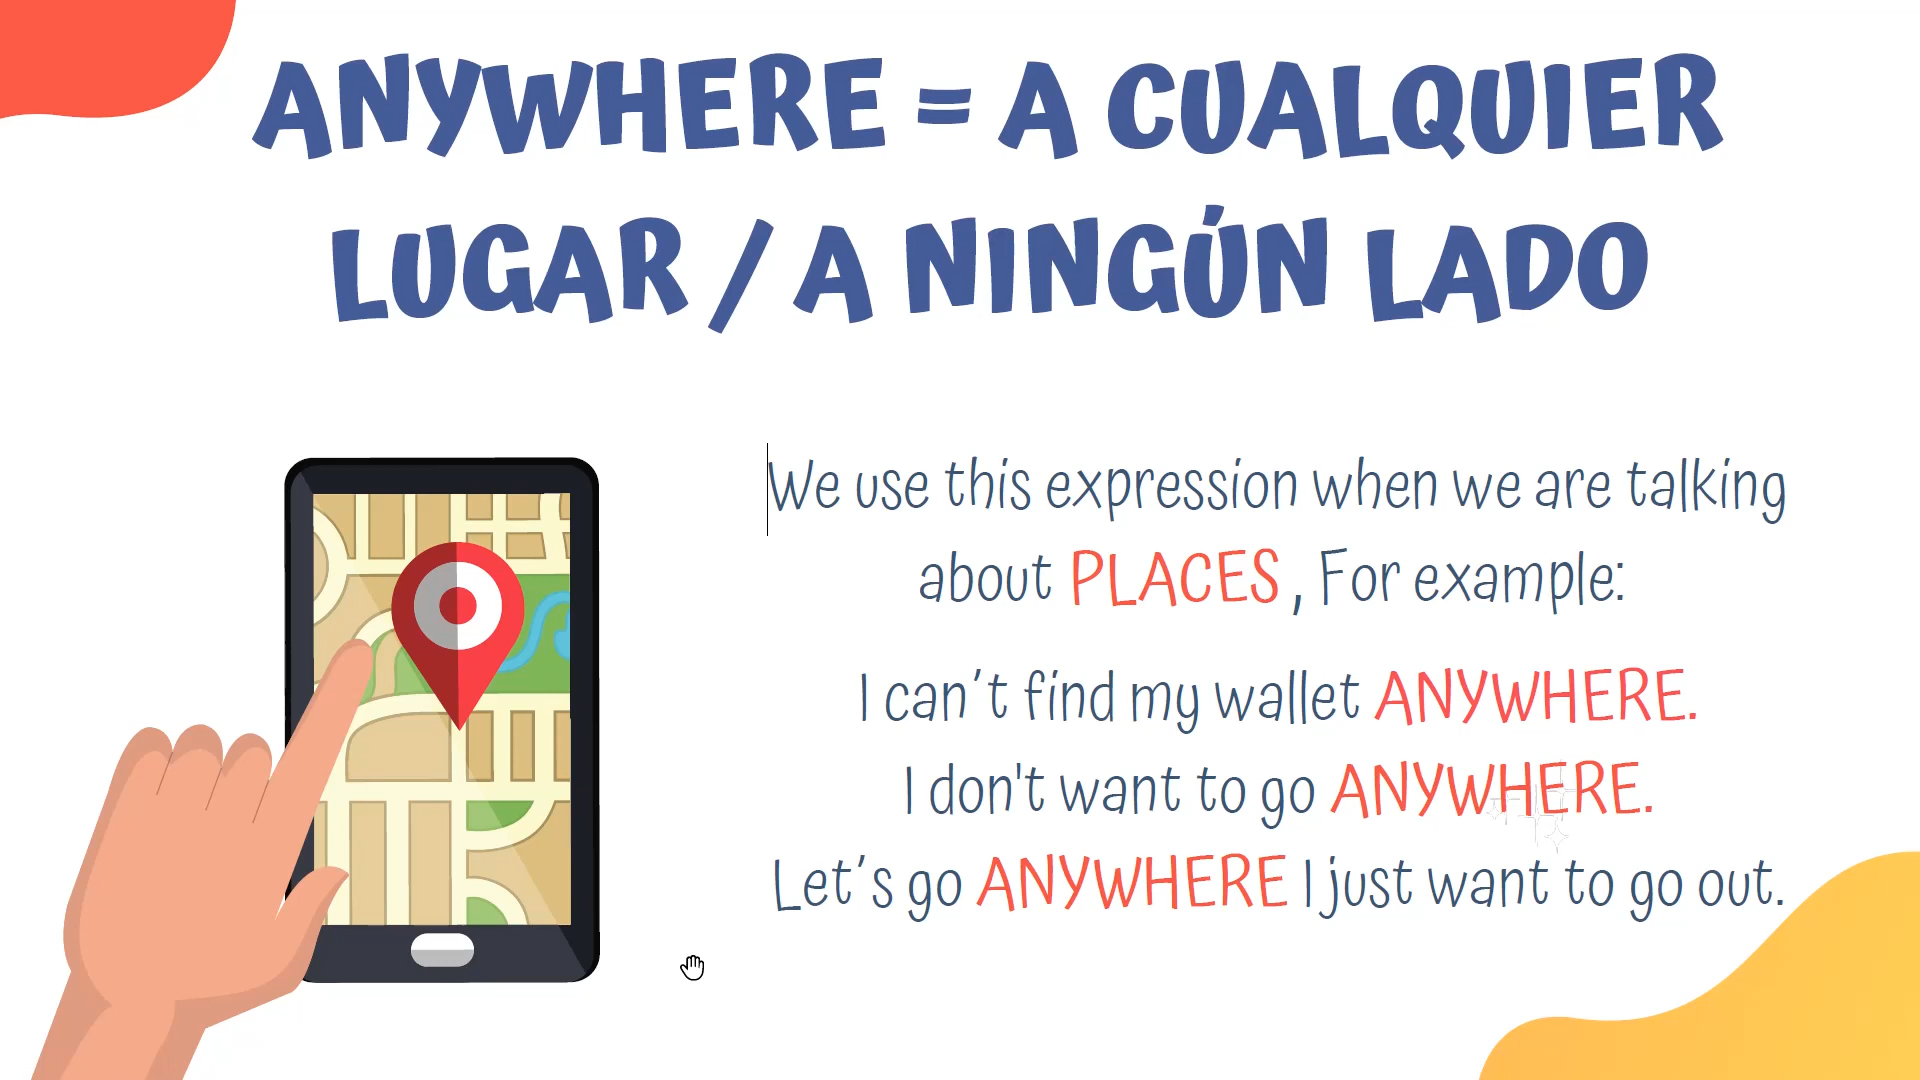 ANYWHERE = A CUALQUIER
LUGAR / A NINGÚN LADO
We use this expression when we are talking
about PLACES , For example:
I can’t find my wallet ANYWHERE.
I don't want to go ANYWHERE.
Let’s go ANYWHERE I just want to go out.